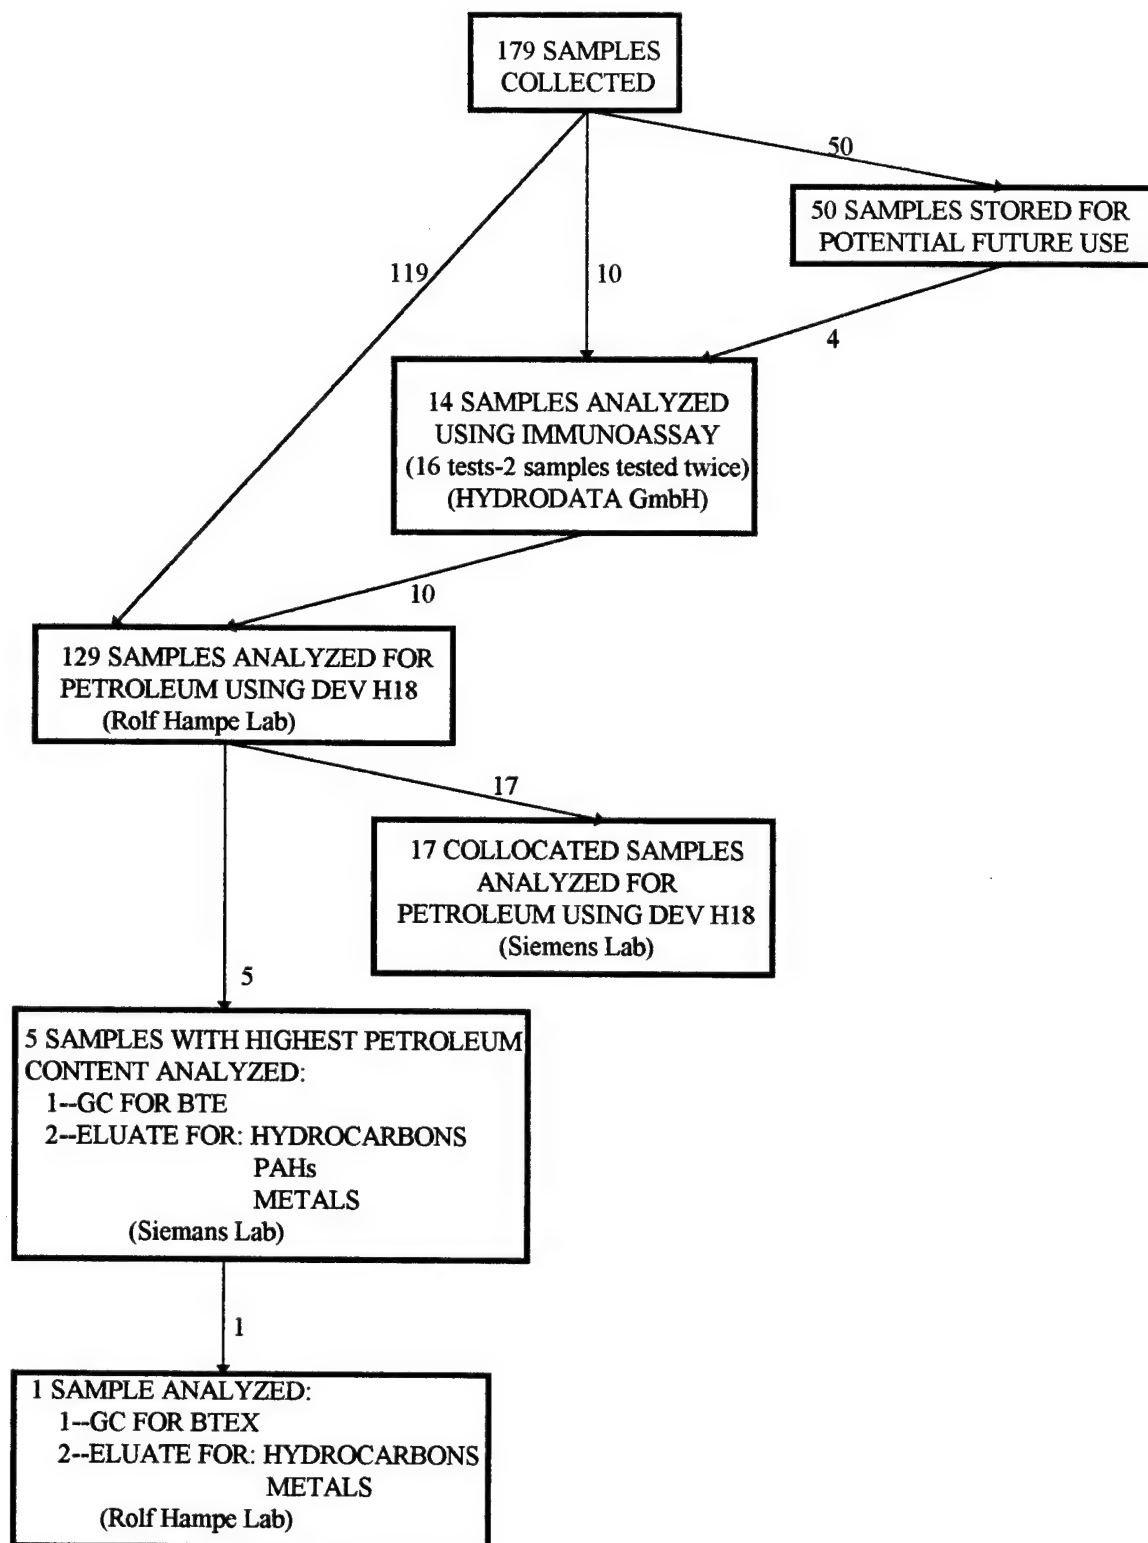 179 SAMPLES
COLLECTED
50
50 SAMPLES STORED FOR
POTENTIAL FUTURE USE
119
10
4
14 SAMPLES ANALYZED
USING IMMUNOASSAY
(16 tests-2 samples tested twice)
(HYDRODATA GmbH)
10
129 SAMPLES ANALYZED FOR
PETROLEUM USING DEV H18
(Rolf Hampe Lab)
17
17 COLLOCATED SAMPLES
ANALYZED FOR
PETROLEUM USING DEV H18
(Siemens Lab)
5
5 SAMPLES WITH HIGHEST PETROLEUM
CONTENT ANALYZED:
1--GC FOR BTE
2--ELUATE FOR: HYDROCARBONS
PAHs
METALS
(Siemans Lab)
1
1 SAMPLE ANALYZED:
1--GC FOR BTEX
2--ELUATE FOR: HYDROCARBONS
METALS
(Rolf Hampe Lab)